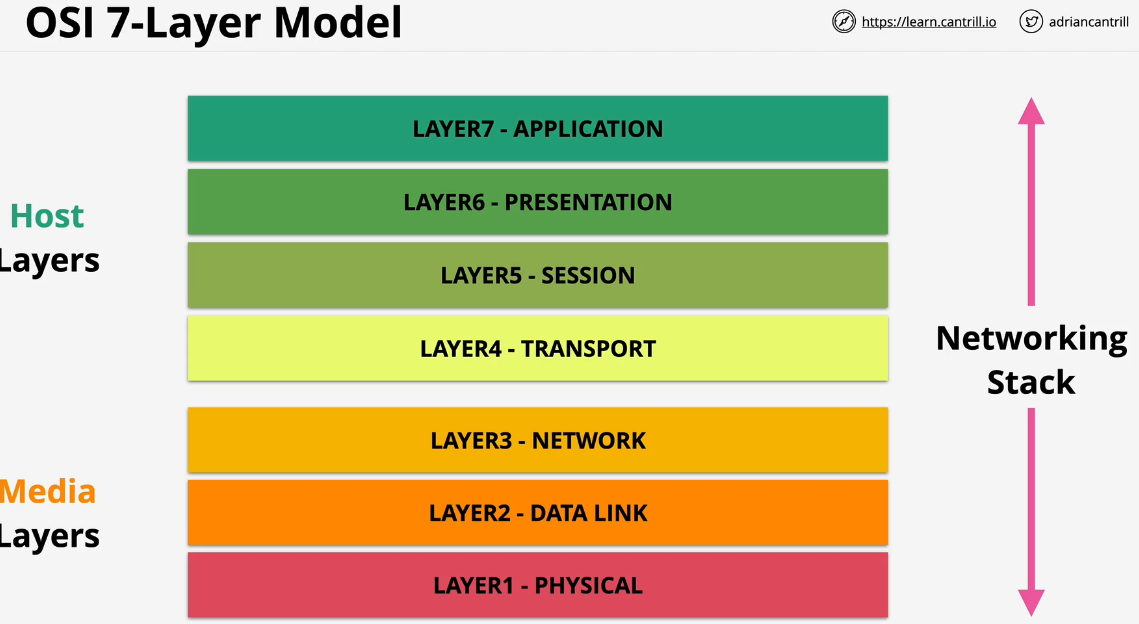 OSI 7-Layer Model
https://learn.cantrill.io
adriancantrill
LAYER7 - APPLICATION
LAYER6 - PRESENTATION
LAYER5 - SESSION
LAYER4 - TRANSPORT
Host
Layers
LAYER3 - NETWORK
LAYER2 - DATA LINK
LAYER1 - PHYSICAL
Media
Layers
Networking
Stack